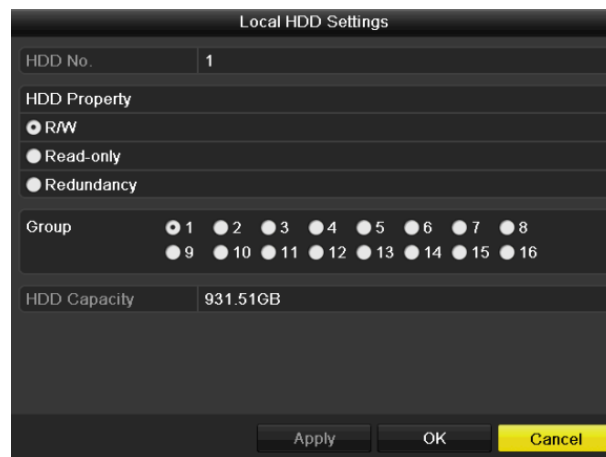 Local HDD Settings
HDD No. 1
HDD Property
R/W
Read-only
Redundancy
Group 1 2 3 4 5 6 7 8
9 10 11 12 13 14 15 16
HDD Capacity 931.51GB
Apply OK Cancel